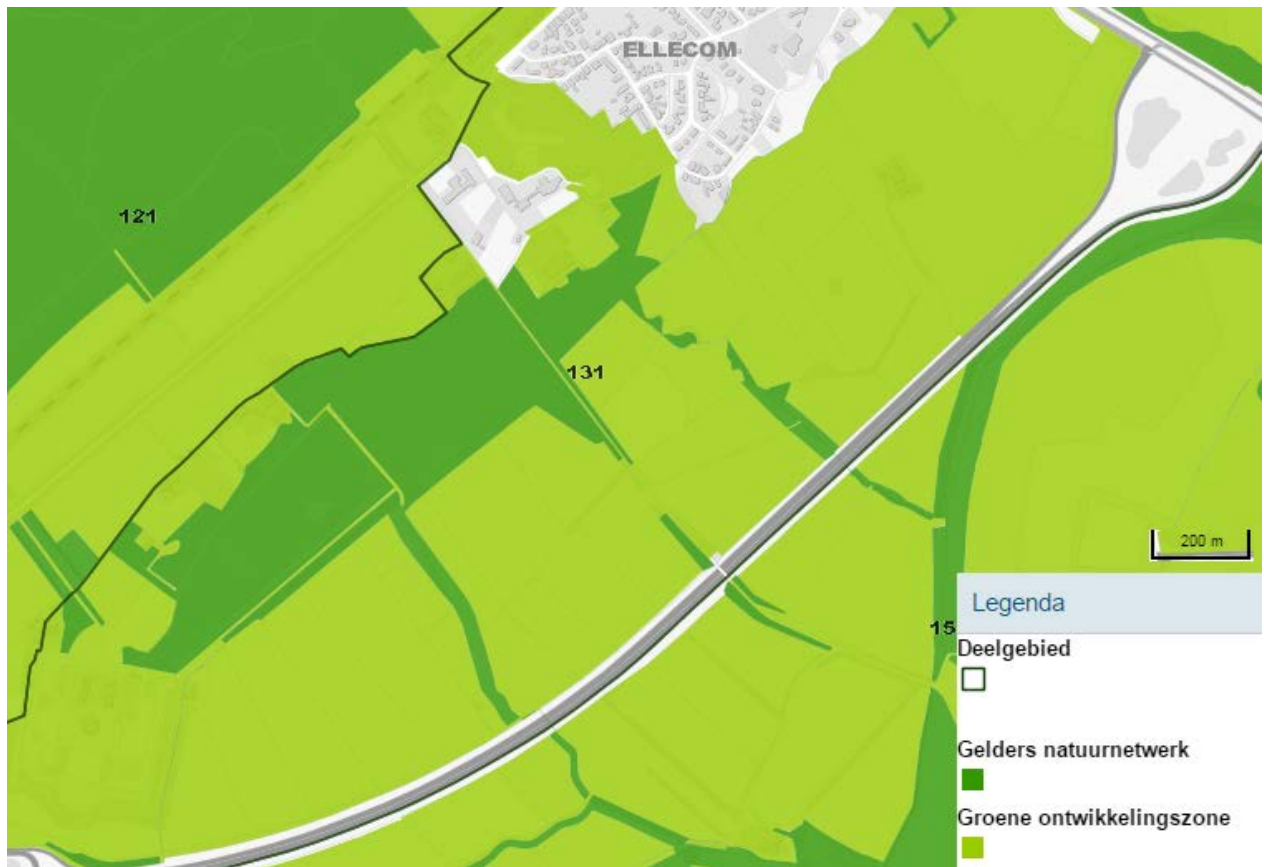 ELLECOM
121
131
200 m
15
Legenda
Deelgebied
Gelders natuurnetwerk
Groene ontwikkelingszone